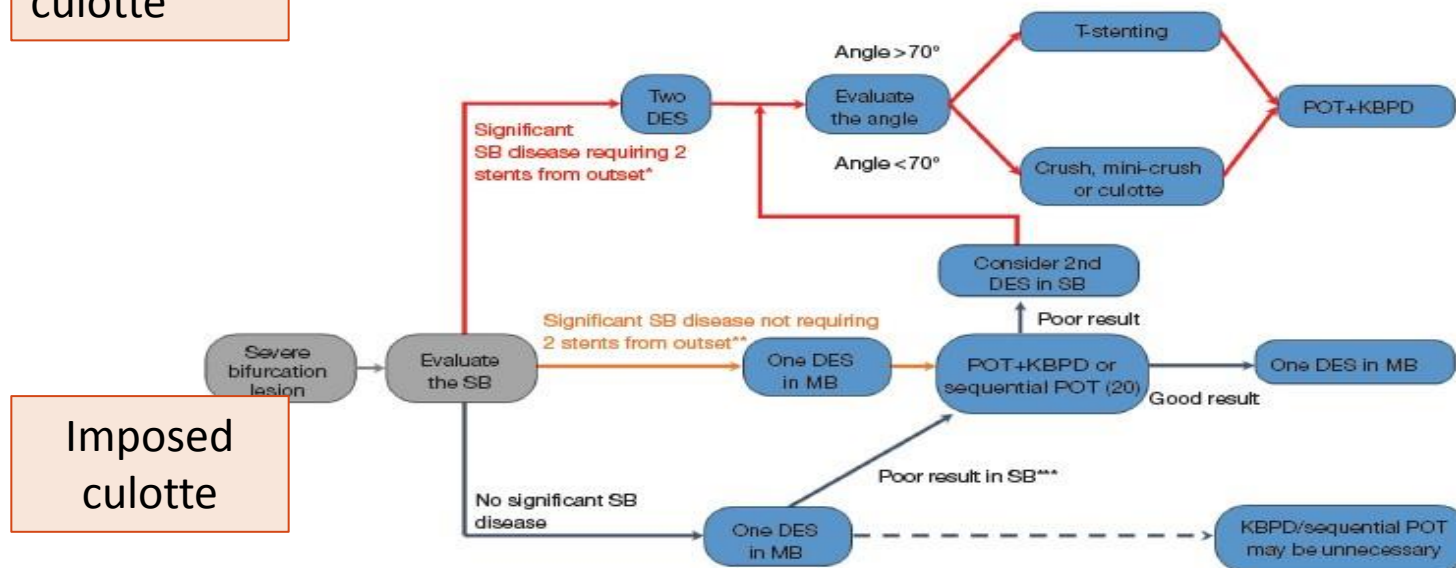 culotte
T-stenting
Angle >70°
Two
DES
Evaluate
the angle
POT+KBPD
Significant
SB disease requiring 2
stents from outset*
Angle <70°
Crush, mini-crush
or culotte
Consider 2nd
DES in SB
Significant SB disease not requiring
2 stents from outset**
Poor result
Severe
bifurcation
lesion
Evaluate
the SB
One DES
in MB
POT+KBPD or
sequential POT (20)
One DES in MB
Good result
Imposed
culotte
Poor result in SB***
No significant SB
disease
One DES
in MB
KBPD/sequential POT
may be unnecessary